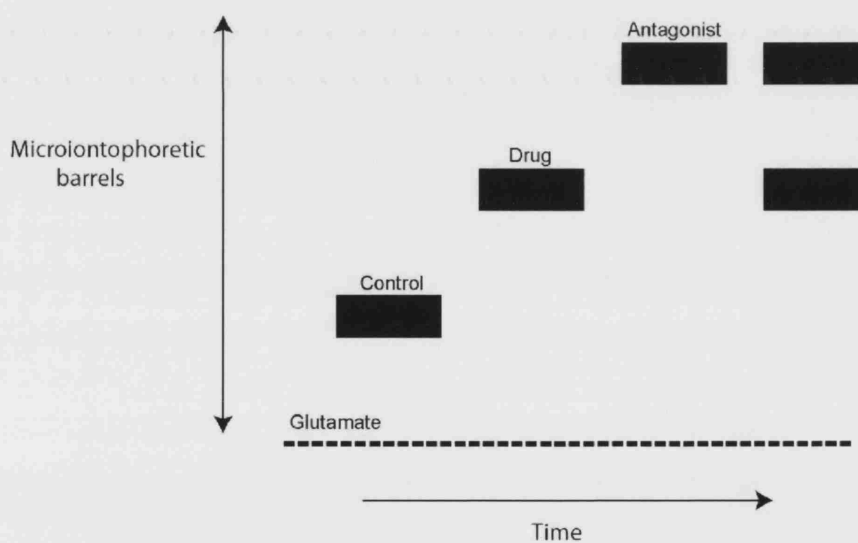 Antagonist
Microiontophoretic
barrels
Drug
Control
Glutamate
Time